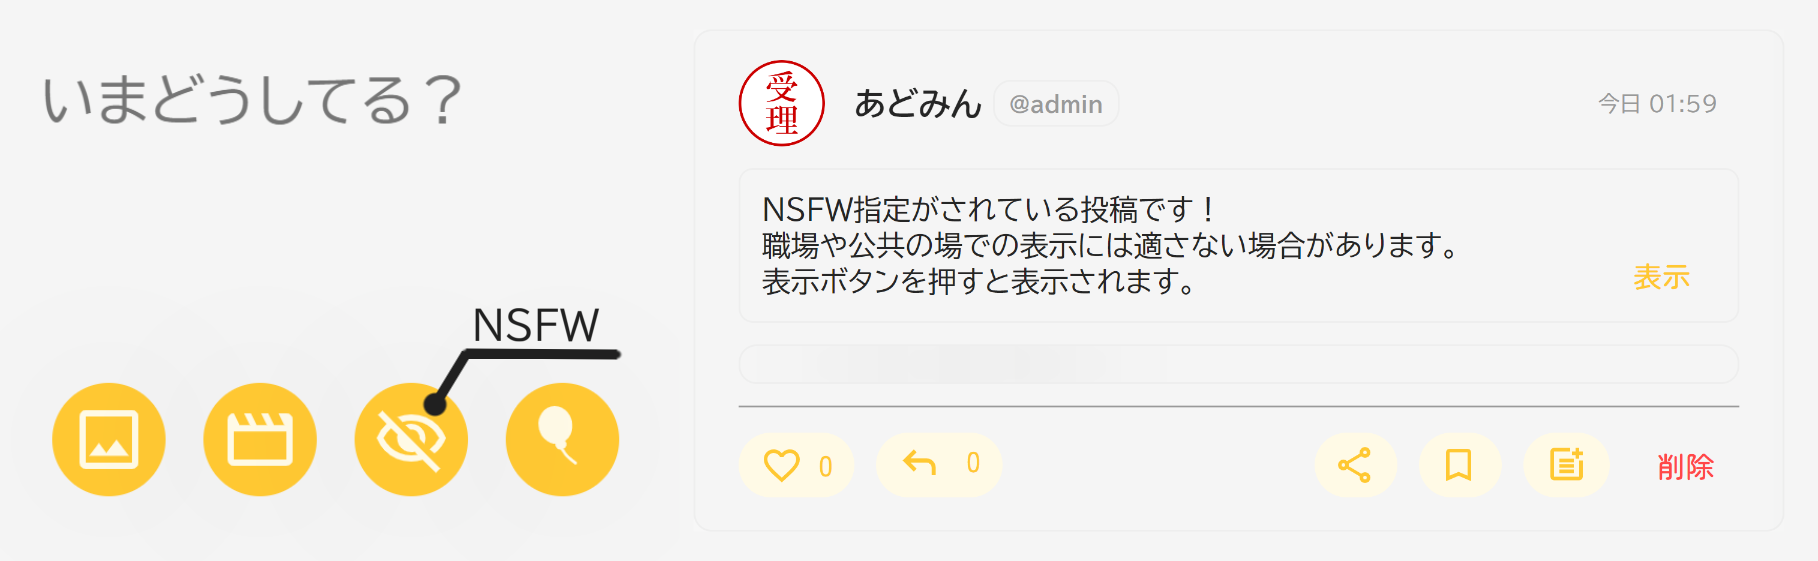 いまどうしてる？
NSFW
受理
あどみん @admin 今日 01:59
NSFW指定がされている投稿です！
職場や公共の場での表示には適さない場合があります。
表示ボタンを押すと表示されます。
表示
0 0 削除